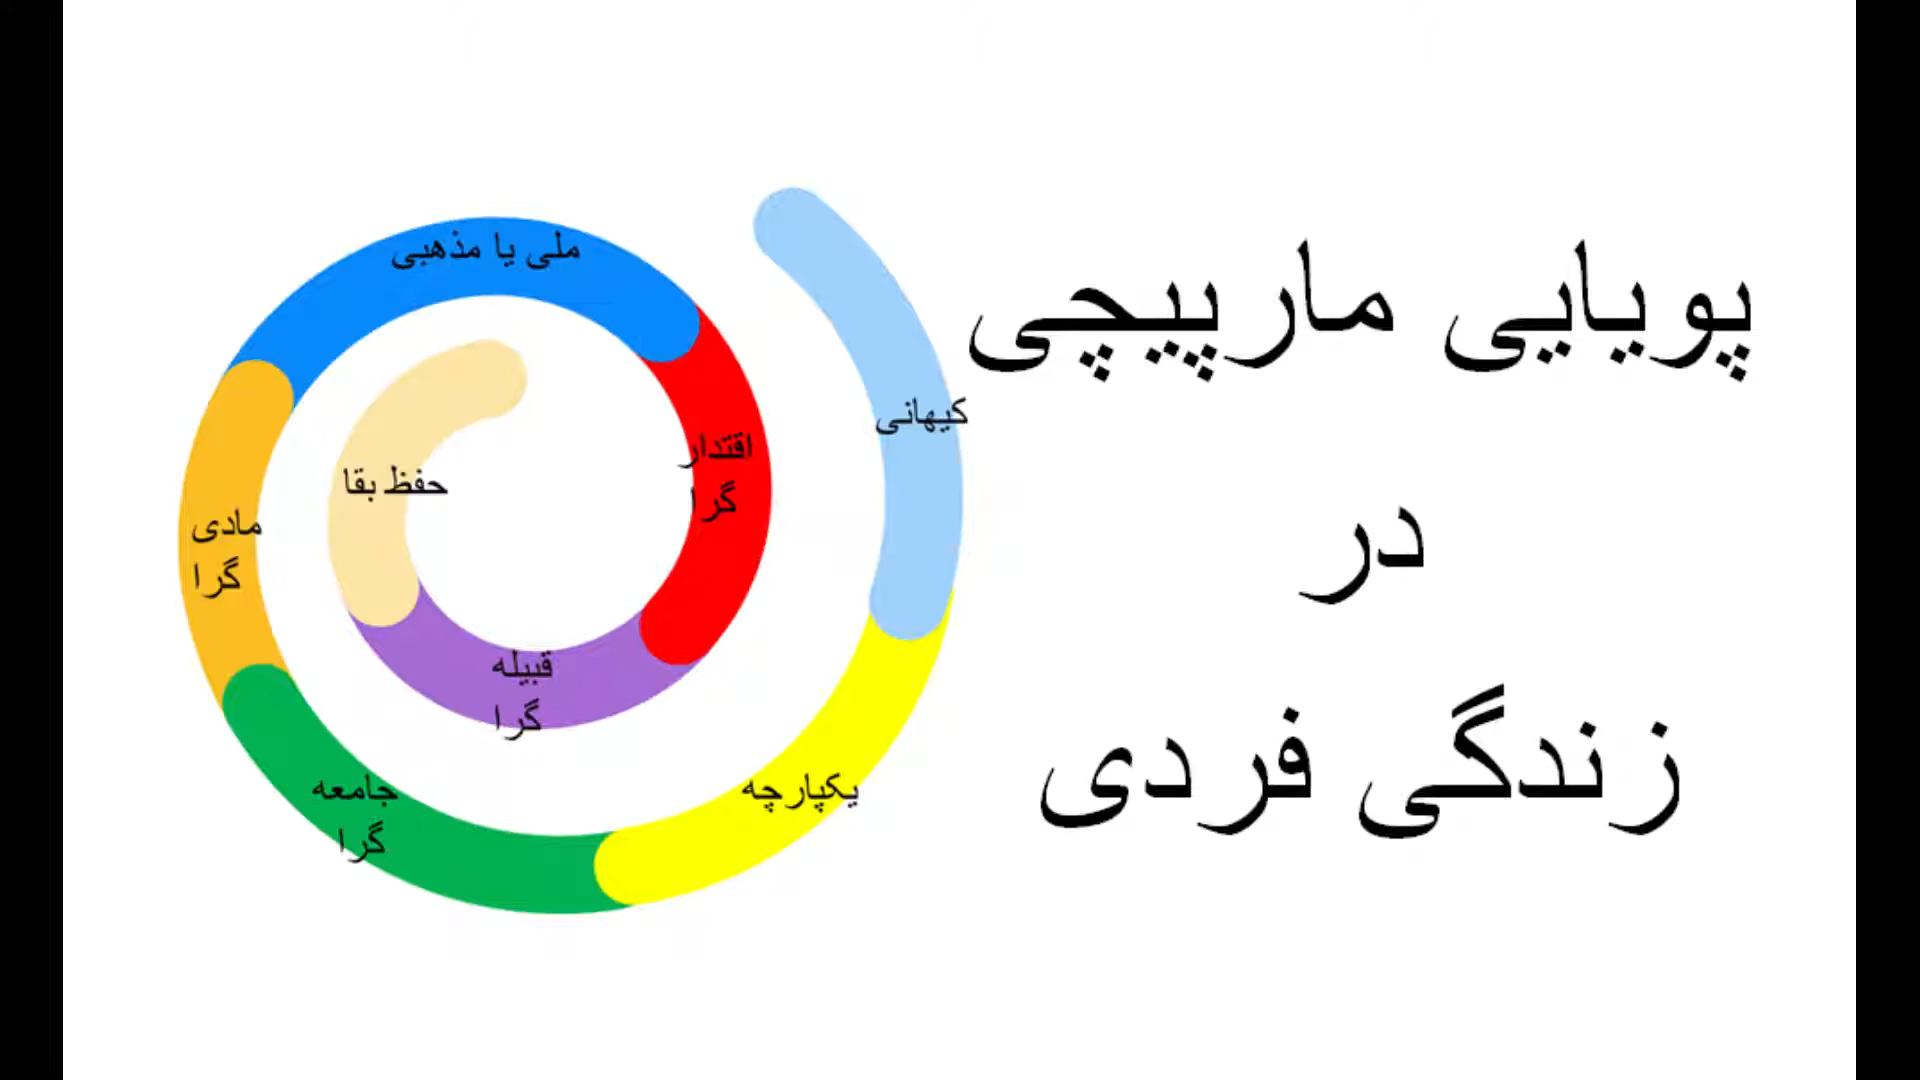 پویایی مارپیچی
در
زندگی فردی
ملی یا مذهبی
کیهانی
اقتدار
گرا
حفظ بقا
مادی
گرا
قبیله
گرا
جامعه
گرا
یکپارچه